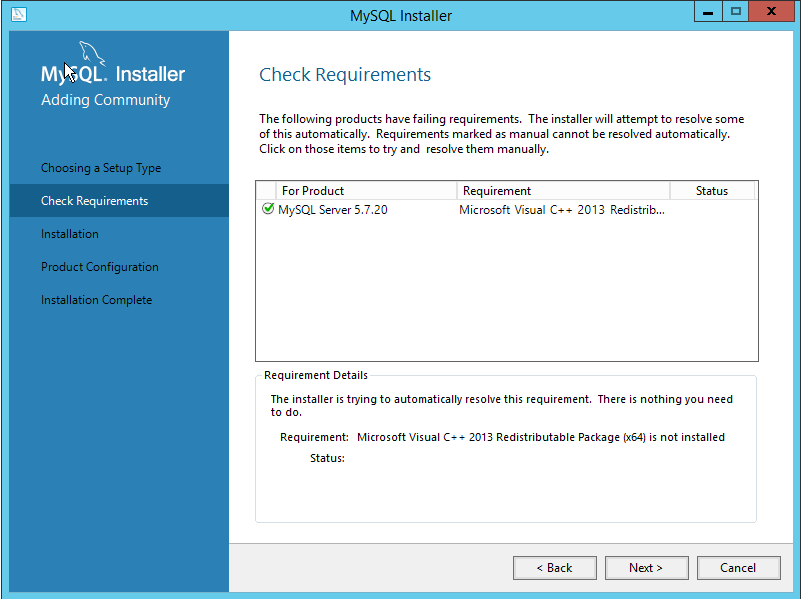 MySQL Installer
MySQL. Installer
Adding Community
Choosing a Setup Type
Check Requirements
Installation
Product Configuration
Installation Complete
Check Requirements
The following products have failing requirements. The installer will attempt to resolve some
of this automatically. Requirements marked as manual cannot be resolved automatically.
Click on those items to try and resolve them manually.
For Product Requirement Status
MySQL Server 5.7.20 Microsoft Visual C++ 2013 Redistrib...
Requirement Details
The installer is trying to automatically resolve this requirement. There is nothing you need
to do.
Requirement: Microsoft Visual C++ 2013 Redistributable Package (x64) is not installed
Status:
< Back Next > Cancel